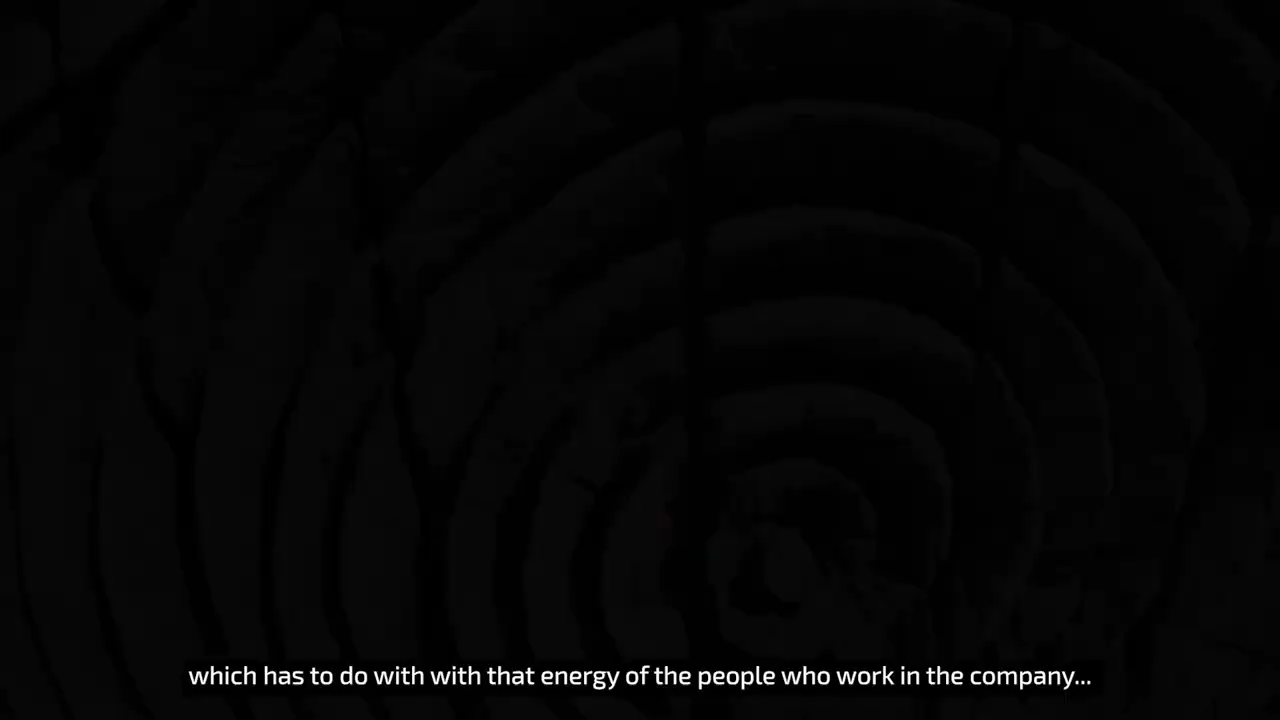 which has to do with with that energy of the people who work in the company...